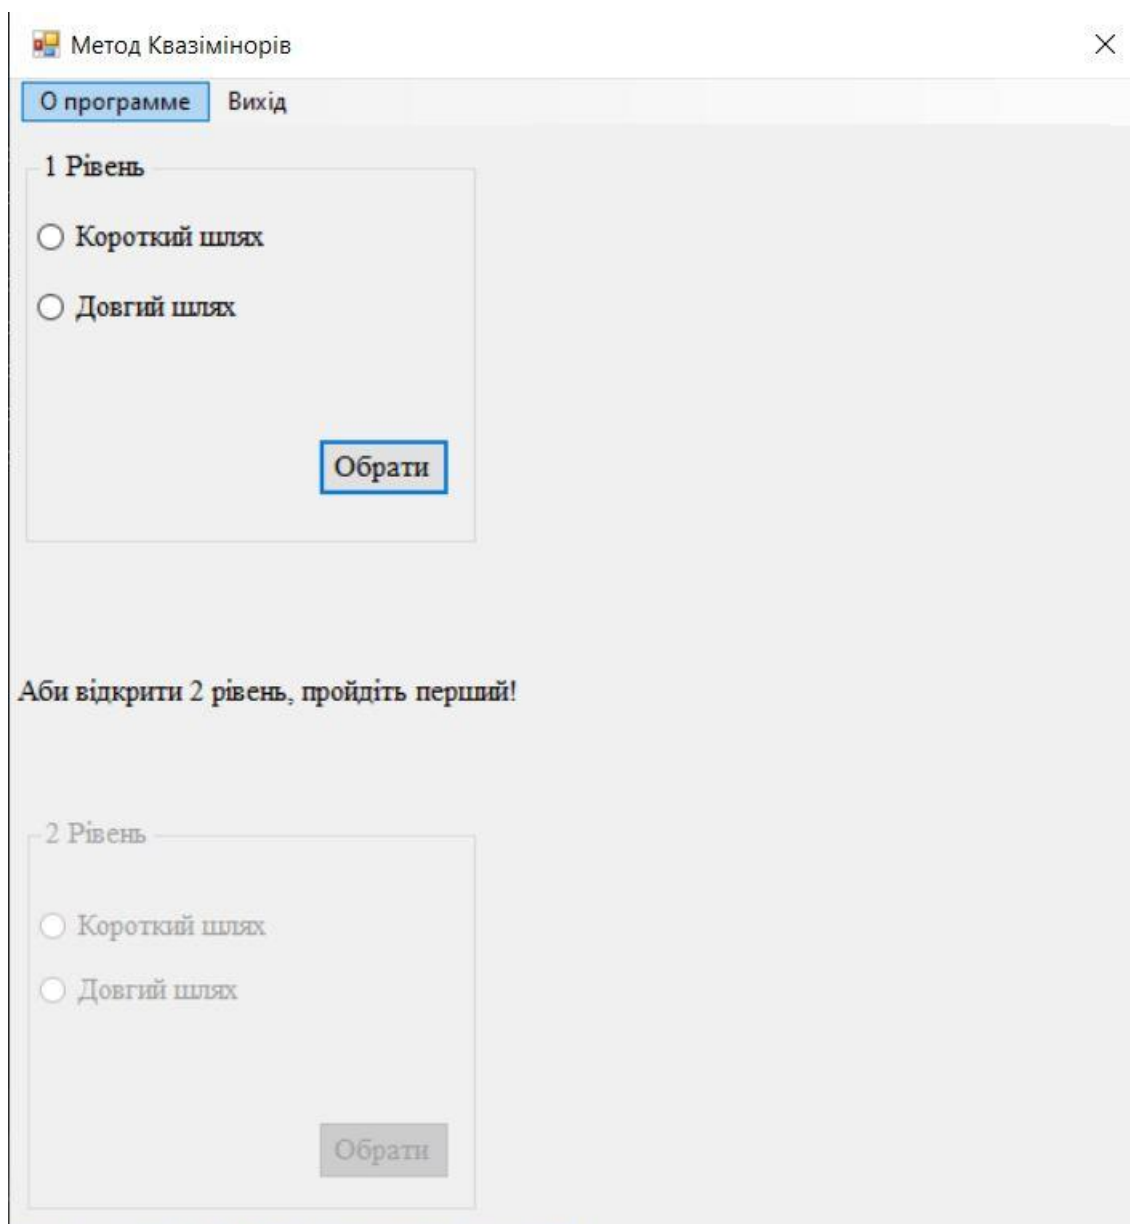 Метод Квазімінорів
О программе Вихід
1 Рівень
Короткий шлях
Довгий шлях
Обрати
Аби відкрити 2 рівень, пройдіть перший!
2 Рівень
Короткий шлях
Довгий шлях
Обрати